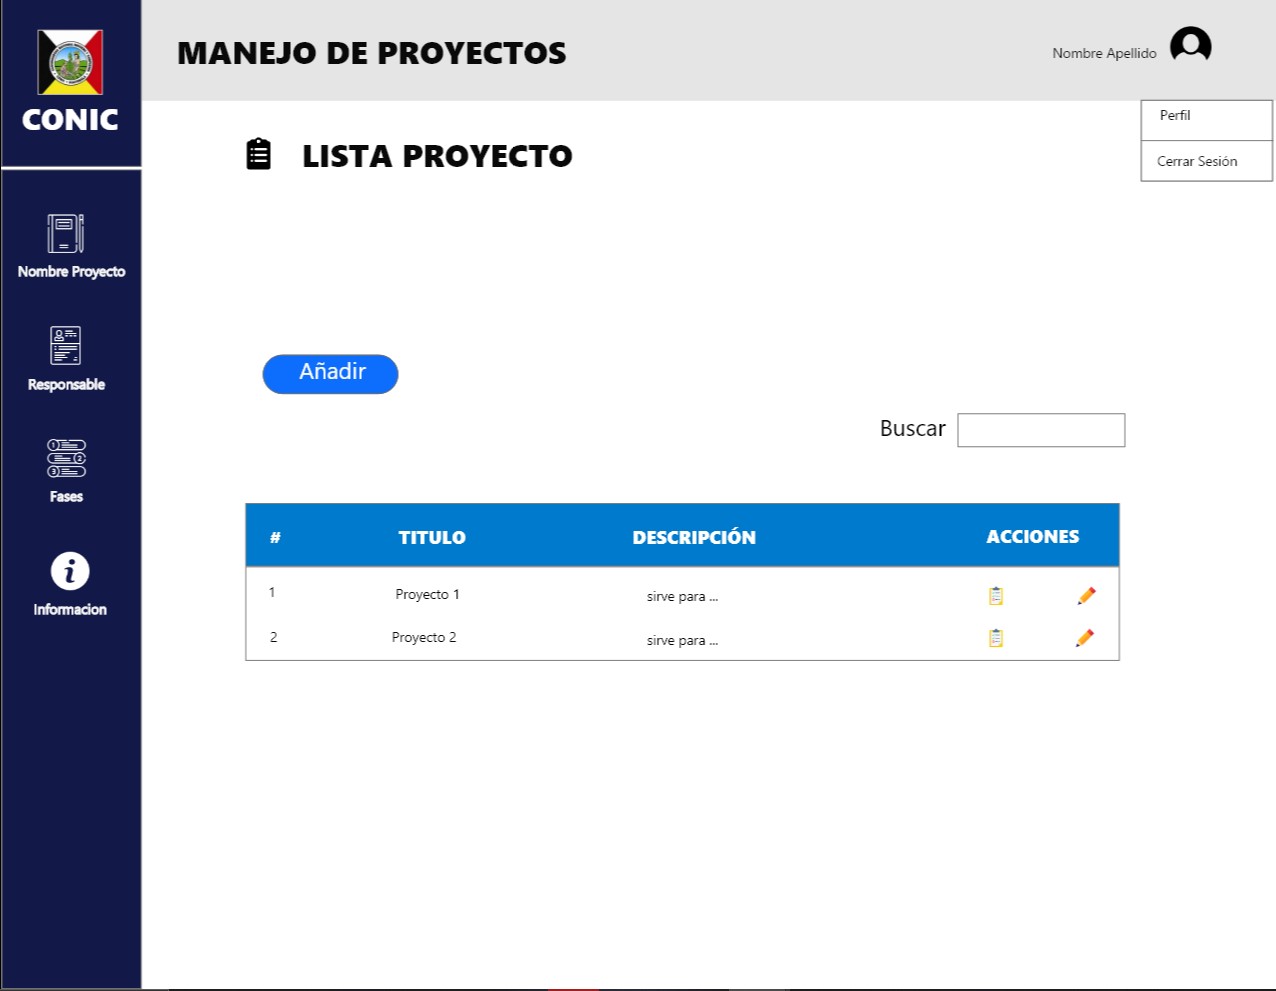 MANEJO DE PROYECTOS
Nombre Apellido
CONIC
Perfil
Cerrar Sesión
LISTA PROYECTO
Nombre Proyecto
Responsable
Fases
Informacion
Añadir
Buscar
# TITULO DESCRIPCIÓN ACCIONES
1 Proyecto 1 sirve para ...
2 Proyecto 2 sirve para ...